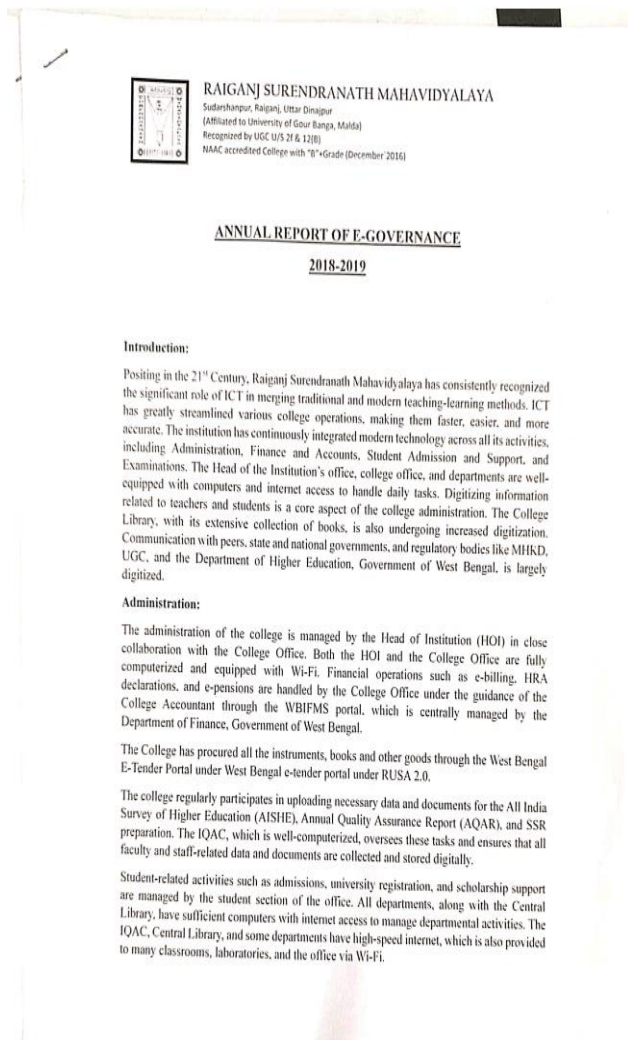 RAIGANJ SURENDRANATH MAHAVIDYALAYA
Sudarshanpur, Raiganj, Uttar Dinajpur
(Affiliated to University of Gour Banga, Malda)
Recognized by UGC U/S 2f & 12(B)
NAAC accredited College with "B"+Grade (December'2016)
ANNUAL REPORT OF E-GOVERNANCE
2018-2019
Introduction:
Positing in the 21st Century, Raiganj Surendranath Mahavidyalaya has consistently recognized
the significant role of ICT in merging traditional and modern teaching-learning methods. ICT
has greatly streamlined various college operations, making them faster, easier, and more
accurate. The institution has continuously integrated modern technology across all its activities,
including Administration, Finance and Accounts, Student Admission and Support, and
Examinations. The Head of the Institution's office, college office, and departments are well-
equipped with computers and internet access to handle daily tasks. Digitizing information
related to teachers and students is a core aspect of the college administration. The College
Library, with its extensive collection of books, is also undergoing increased digitization.
Communication with peers, state and national governments, and regulatory bodies like MHKD,
UGC, and the Department of Higher Education, Government of West Bengal, is largely
digitized.
Administration:
The administration of the college is managed by the Head of Institution (HOI) in close
collaboration with the College Office. Both the HOI and the College Office are fully
computerized and equipped with Wi-Fi. Financial operations such as e-billing, HRA
declarations, and e-pensions are handled by the College Office under the guidance of the
College Accountant through the WBIFMS portal, which is centrally managed by the
Department of Finance, Government of West Bengal.
The College has procured all the instruments, books and other goods through the West Bengal
E-Tender Portal under West Bengal e-tender portal under RUSA 2.0.
The college regularly participates in uploading necessary data and documents for the All India
Survey of Higher Education (AISHE), Annual Quality Assurance Report (AQAR), and SSR
preparation. The IQAC, which is well-computerized, oversees these tasks and ensures that all
faculty and staff-related data and documents are collected and stored digitally.
Student-related activities such as admissions, university registration, and scholarship support
are managed by the student section of the office. All departments, along with the Central
Library, have sufficient computers with internet access to manage departmental activities. The
IQAC, Central Library, and some departments have high-speed internet, which is also provided
to many classrooms, laboratories, and the office via Wi-Fi.